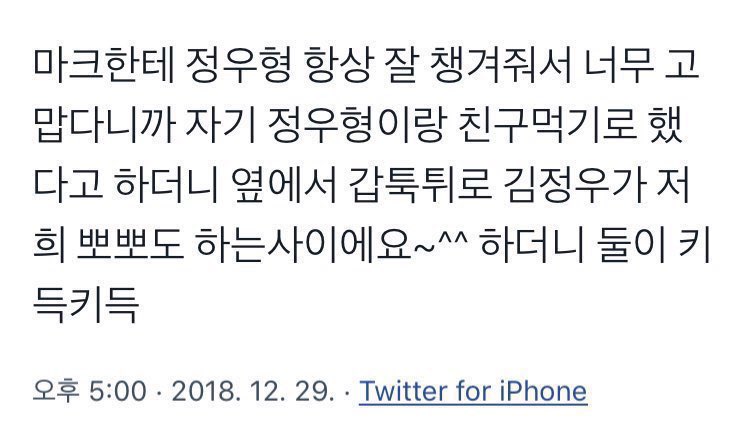 마크한테 정우형 항상 잘 챙겨줘서 너무 고
맙다니까 자기 정우형이랑 친구먹기로 했
다고 하더니 옆에서 갑툭튀로 김정우가 저
희 뽀뽀도 하는사이에요~^^ 하더니 둘이 키
득키득
오후 5:00 · 2018. 12. 29. · Twitter for iPhone